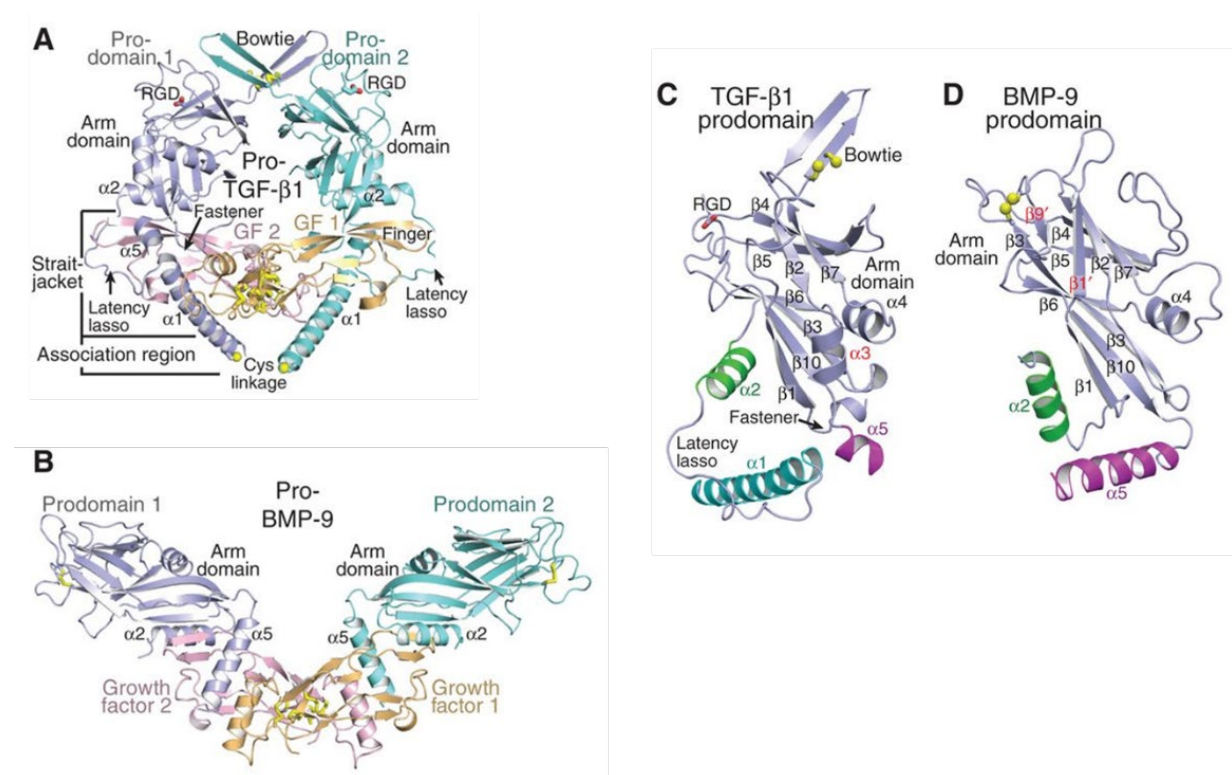 A
Pro-
domain 1
Bowtie
Pro-
domain 2
RGD
RGD
Arm
domain
Arm
domain
Pro-
TGF-β1
α2
α2
Fastener
GF 2
GF 1
Finger
α5
Strait-
jacket
Latency
lasso
α1
α1
Latency
lasso
Association region
Cys
linkage
B
Pro-
BMP-9
Prodomain 1
Prodomain 2
Arm
domain
Arm
domain
α2
α5
α5
α2
Growth
factor 2
Growth
factor 1
C
TGF-β1
prodomain
Bowtie
RGD
β4
β5
β2
β7
Arm
domain
β6
α4
β3
α3
β10
α2
β1
Fastener
α5
Latency
lasso
α1
D
BMP-9
prodomain
β9′
Arm
domain
β3
β4
β5
β2
β7
β1′
β6
α4
β3
β10
α2
β1
α5